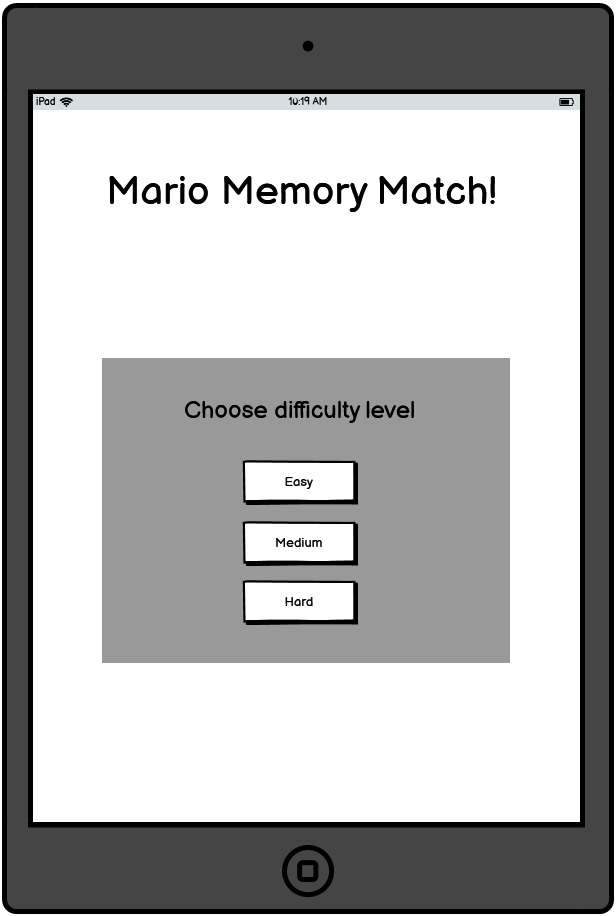 iPad 10:19 AM
Mario Memory Match!
Choose difficulty level
Easy
Medium
Hard